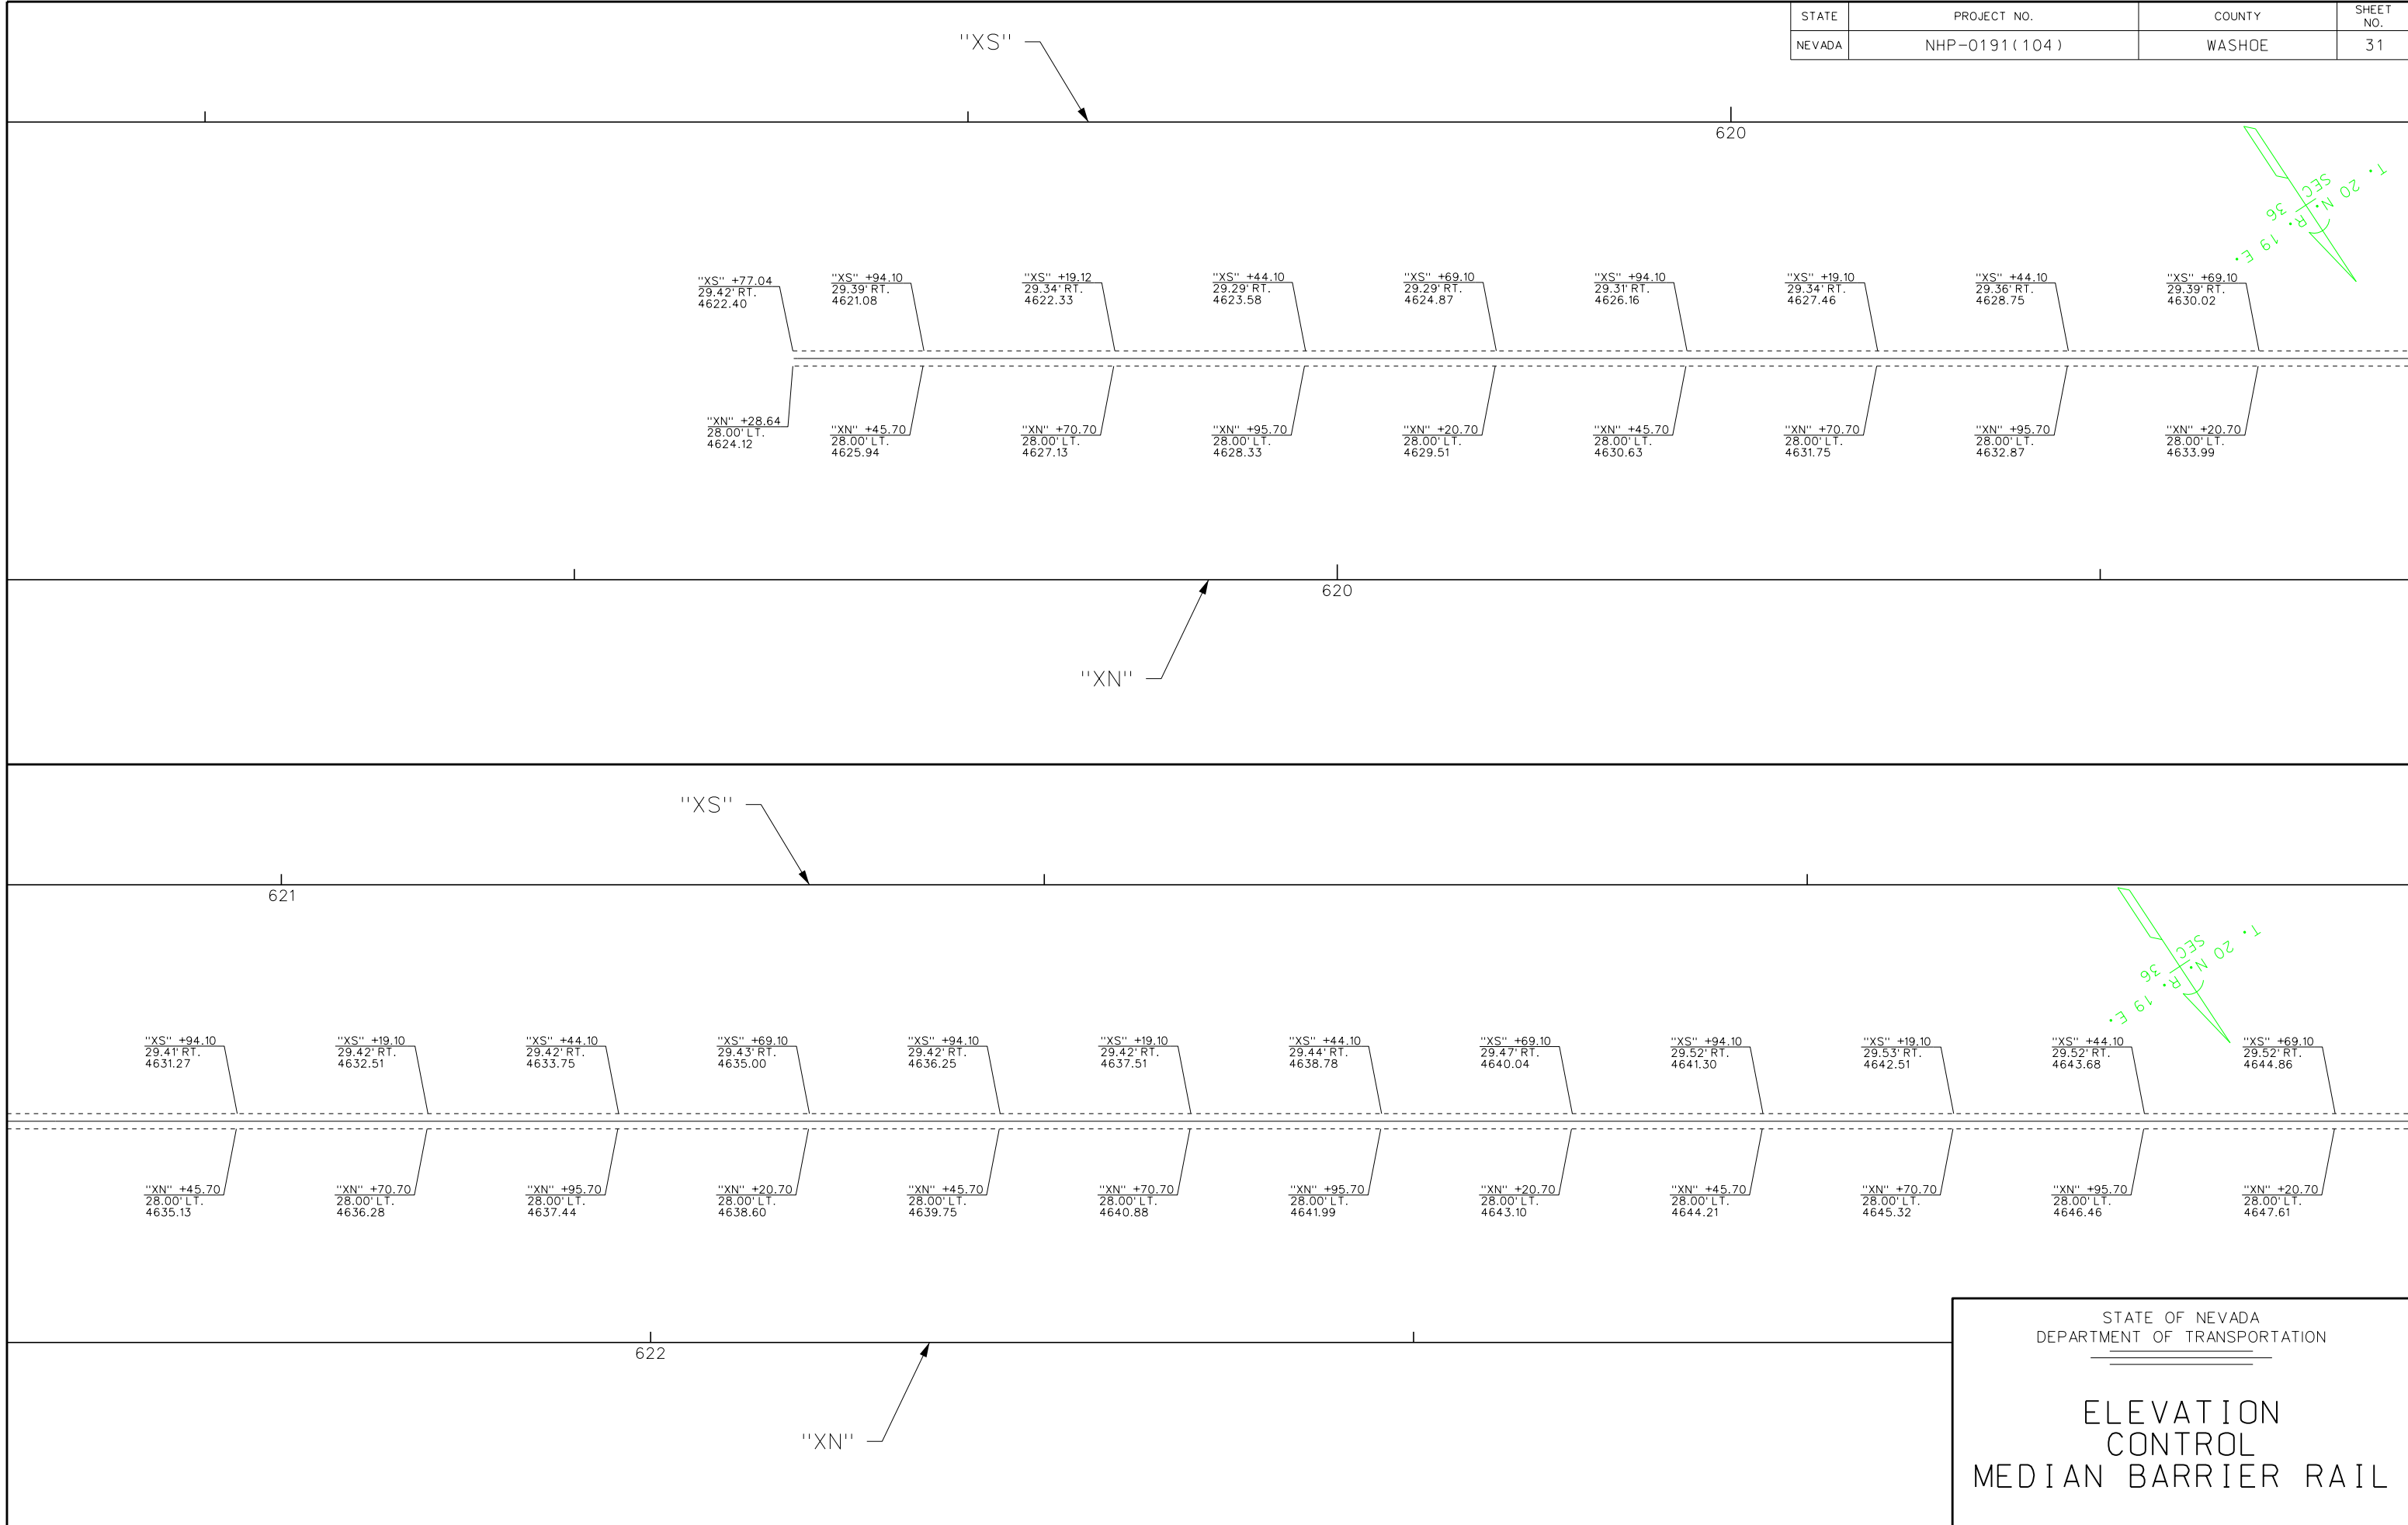 STATE PROJECT NO. COUNTY SHEET NO.
NEVADA NHP-0191(104) WASHOE 31
"XS"
620
T. 20 N. R. 19 E.
SEC 36
"XS" +77.04
29.42' RT.
4622.40
"XS" +94.10
29.39' RT.
4621.08
"XS" +19.12
29.34' RT.
4622.33
"XS" +44.10
29.29' RT.
4623.58
"XS" +69.10
29.29' RT.
4624.87
"XS" +94.10
29.31' RT.
4626.16
"XS" +19.10
29.34' RT.
4627.46
"XS" +44.10
29.36' RT.
4628.75
"XS" +69.10
29.39' RT.
4630.02
"XN" +28.64
28.00' LT.
4624.12
"XN" +45.70
28.00' LT.
4625.94
"XN" +70.70
28.00' LT.
4627.13
"XN" +95.70
28.00' LT.
4628.33
"XN" +20.70
28.00' LT.
4629.51
"XN" +45.70
28.00' LT.
4630.63
"XN" +70.70
28.00' LT.
4631.75
"XN" +95.70
28.00' LT.
4632.87
"XN" +20.70
28.00' LT.
4633.99
620
"XN"
"XS"
621
T. 20 N. R. 19 E.
SEC 36
"XS" +94.10
29.41' RT.
4631.27
"XS" +19.10
29.42' RT.
4632.51
"XS" +44.10
29.42' RT.
4633.75
"XS" +69.10
29.43' RT.
4635.00
"XS" +94.10
29.42' RT.
4636.25
"XS" +19.10
29.42' RT.
4637.51
"XS" +44.10
29.44' RT.
4638.78
"XS" +69.10
29.47' RT.
4640.04
"XS" +94.10
29.52' RT.
4641.30
"XS" +19.10
29.53' RT.
4642.51
"XS" +44.10
29.52' RT.
4643.68
"XS" +69.10
29.52' RT.
4644.86
"XN" +45.70
28.00' LT.
4635.13
"XN" +70.70
28.00' LT.
4636.28
"XN" +95.70
28.00' LT.
4637.44
"XN" +20.70
28.00' LT.
4638.60
"XN" +45.70
28.00' LT.
4639.75
"XN" +70.70
28.00' LT.
4640.88
"XN" +95.70
28.00' LT.
4641.99
"XN" +20.70
28.00' LT.
4643.10
"XN" +45.70
28.00' LT.
4644.21
"XN" +70.70
28.00' LT.
4645.32
"XN" +95.70
28.00' LT.
4646.46
"XN" +20.70
28.00' LT.
4647.61
622
"XN"
STATE OF NEVADA
DEPARTMENT OF TRANSPORTATION
ELEVATION
CONTROL
MEDIAN BARRIER RAIL